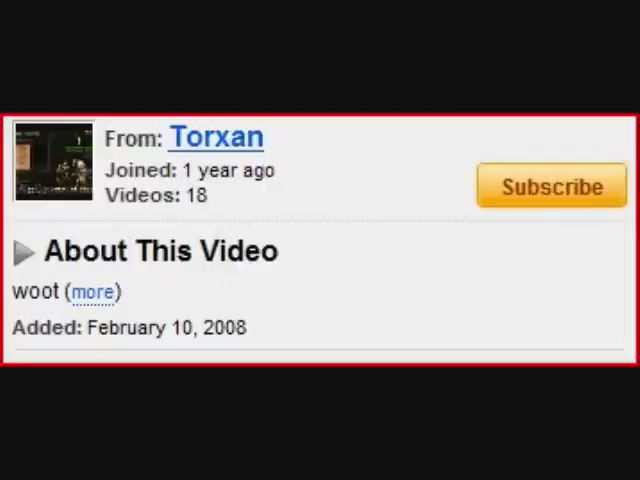 From: Torxan
Joined: 1 year ago
Videos: 18
Subscribe
About This Video
woot (more)
Added: February 10, 2008